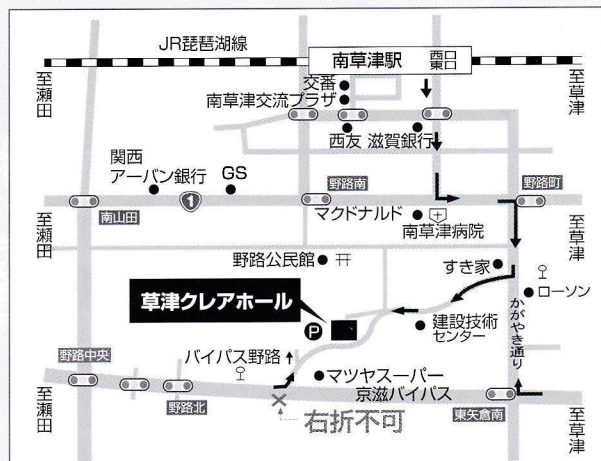 JR琵琶湖線
南草津駅
西口
東口
至瀬田
至草津
交番
南草津交流プラザ
西友
滋賀銀行
関西
アーバン銀行
GS
野路南
野路町
1
南山田
マクドナルド
南草津病院
至瀬田
至草津
野路公民館
すき家
ローソン
草津クレアホール
P
建設技術
センター
かがやき通り
バイパス野路
野路中央
マツヤスーパー
京滋バイパス
野路北
東矢倉南
至瀬田
至草津
右折不可